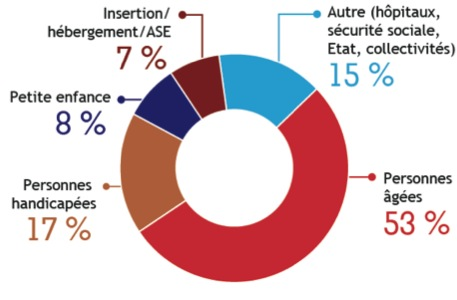 Insertion/
hébergement/ASE
7 %
Autre (hôpitaux,
sécurité sociale,
Etat, collectivités)
15 %
Petite enfance
8 %
Personnes
handicapées
17 %
Personnes
âgées
53 %